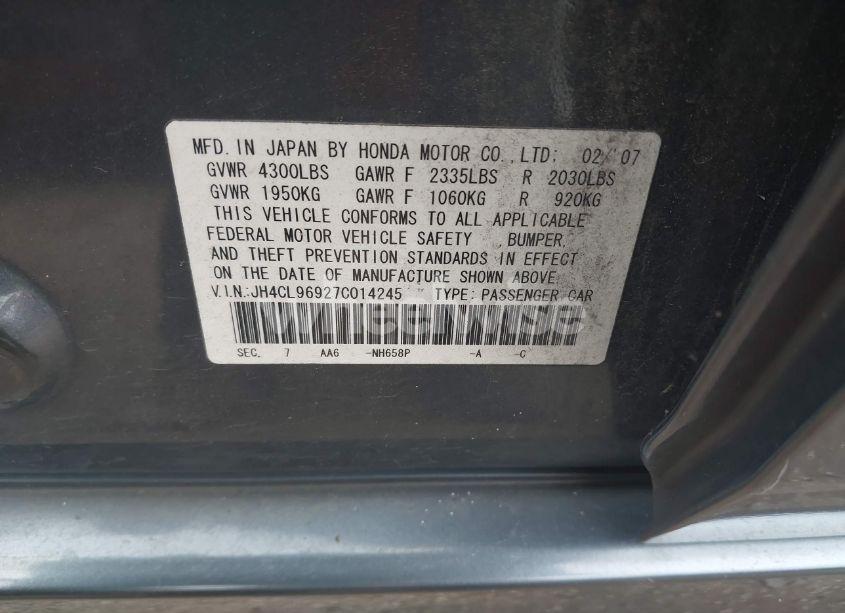 MFD. IN JAPAN BY HONDA MOTOR CO.,LTD: 02/'07
GVWR 4300LBS GAWR F 2335LBS R 2030LBS
GVWR 1950KG GAWR F 1060KG R 920KG
THIS VEHICLE CONFORMS TO ALL APPLICABLE
FEDERAL MOTOR VEHICLE SAFETY ,BUMPER,
AND THEFT PREVENTION STANDARDS IN EFFECT
ON THE DATE OF MANUFACTURE SHOWN ABOVE.
V.I.N.:JH4CL96927C014245 TYPE: PASSENGER CAR
SEC. 7 AA6 -NH658P -A -C